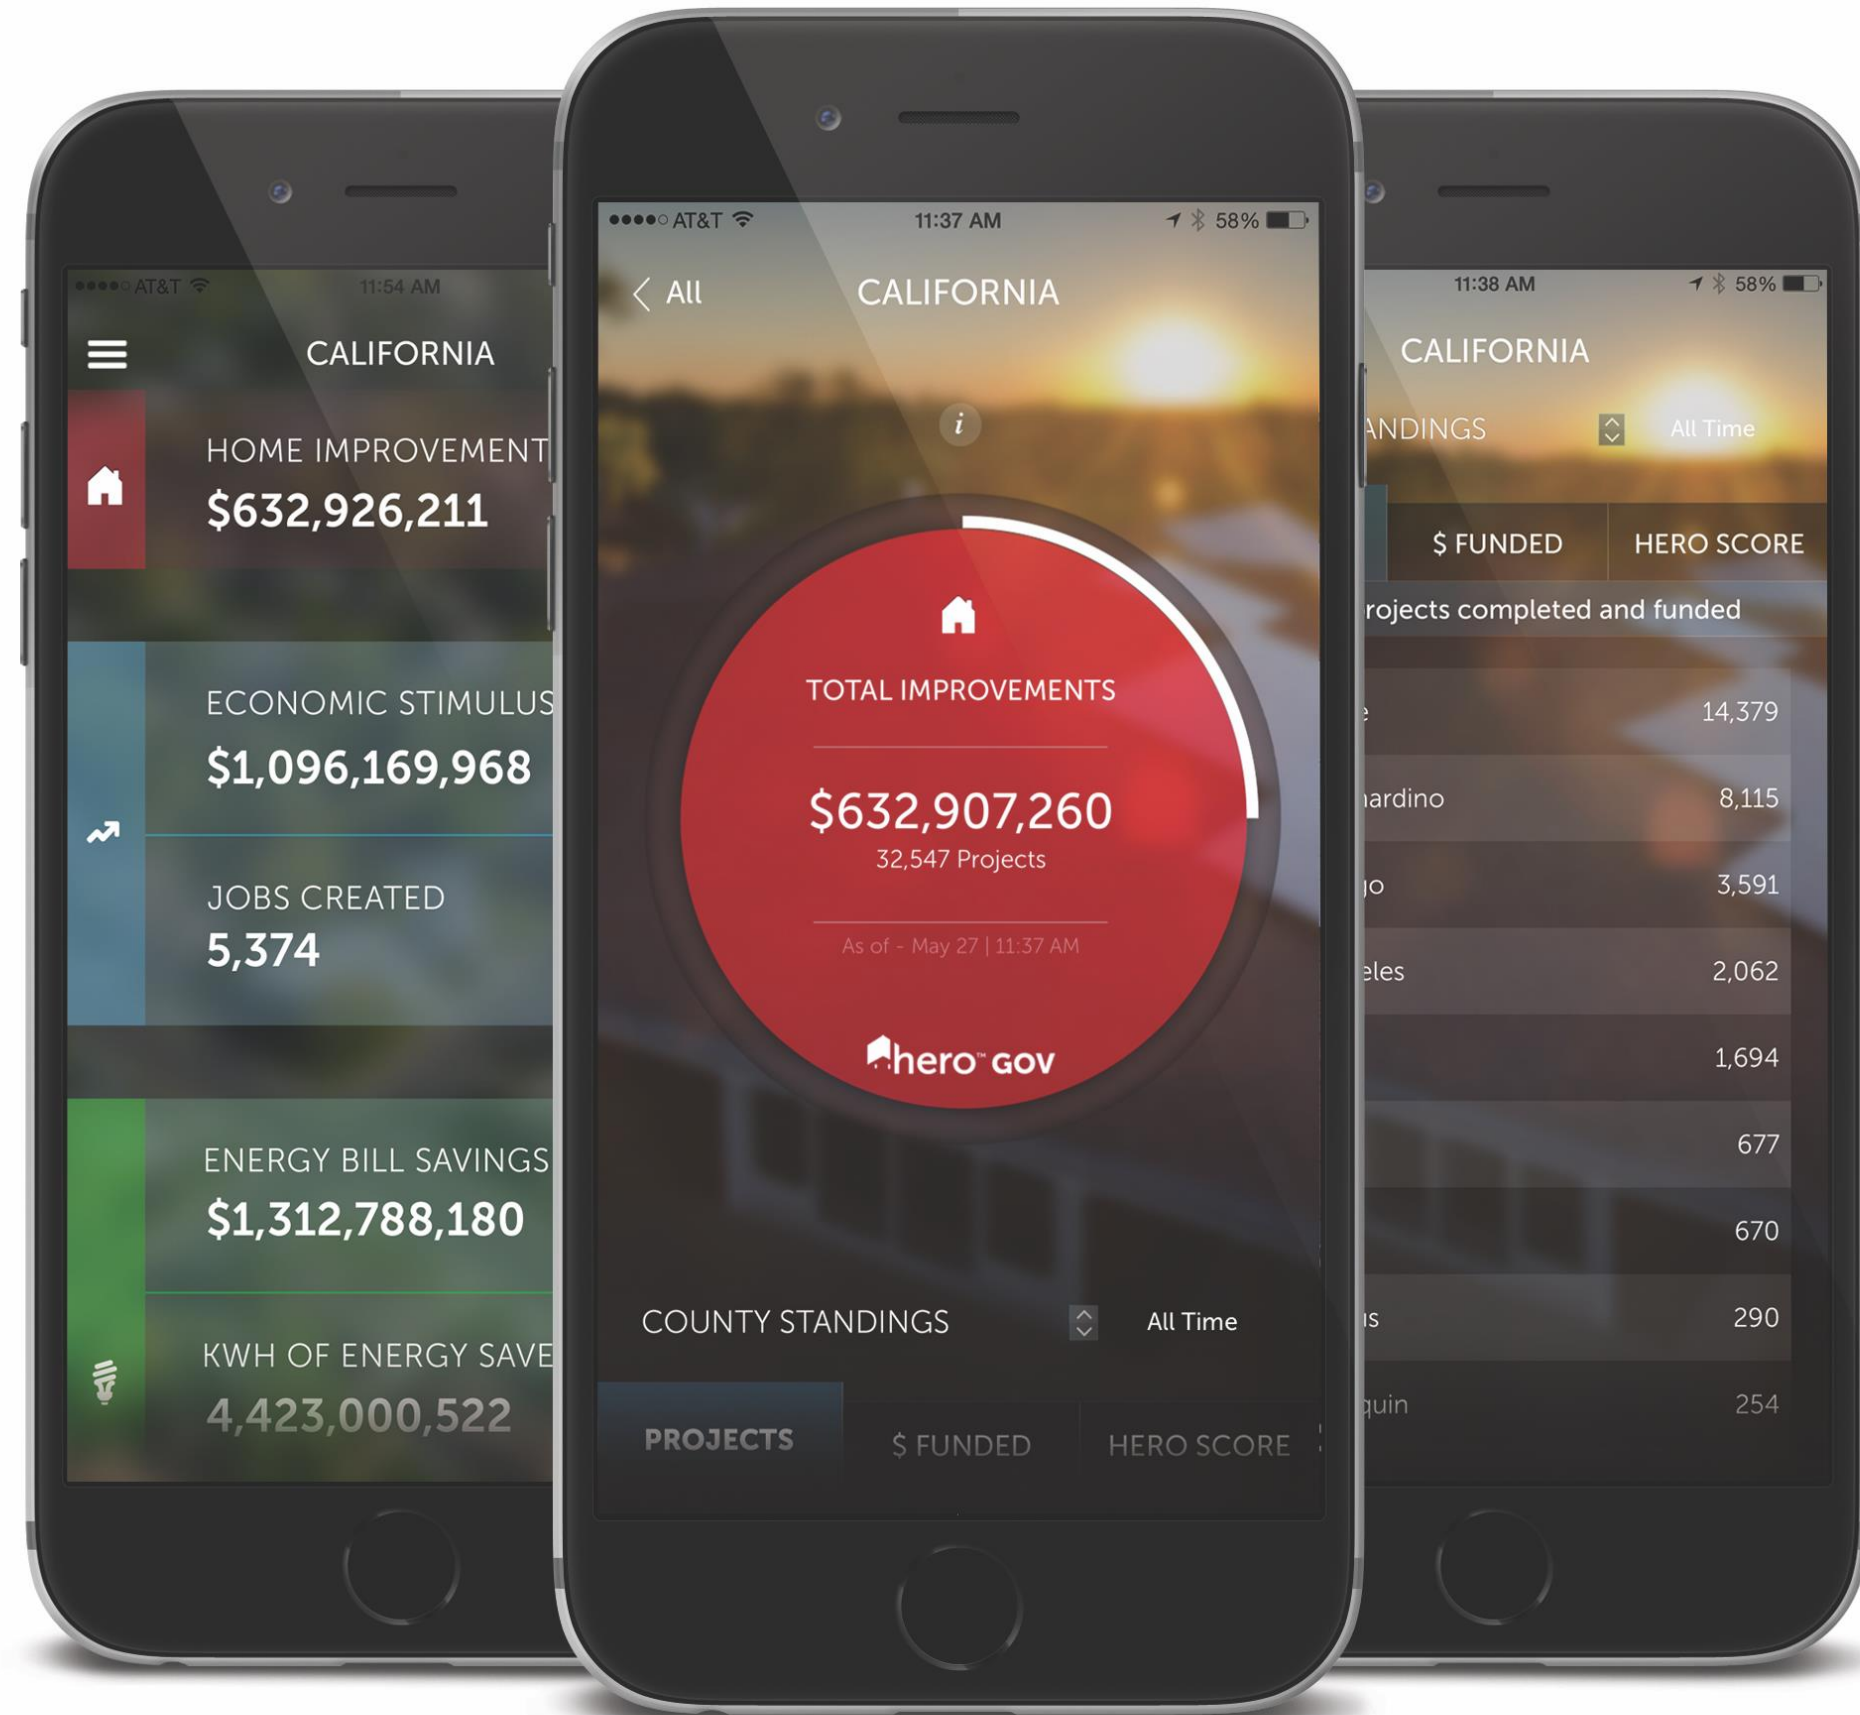 AT&T 11:54 AM
CALIFORNIA
HOME IMPROVEMENT
$632,926,211
ECONOMIC STIMULUS
$1,096,169,968
JOBS CREATED
5,374
ENERGY BILL SAVINGS
$1,312,788,180
KWH OF ENERGY SAVE
4,423,000,522
AT&T 11:37 AM 58%
All CALIFORNIA
i
TOTAL IMPROVEMENTS
$632,907,260
32,547 Projects
As of - May 27 | 11:37 AM
hero™ GOV
COUNTY STANDINGS All Time
PROJECTS $ FUNDED HERO SCORE
11:38 AM 58%
CALIFORNIA
ANDINGS All Time
$ FUNDED HERO SCORE
rojects completed and funded
e 14,379
nardino 8,115
go 3,591
eles 2,062
1,694
677
670
us 290
quin 254